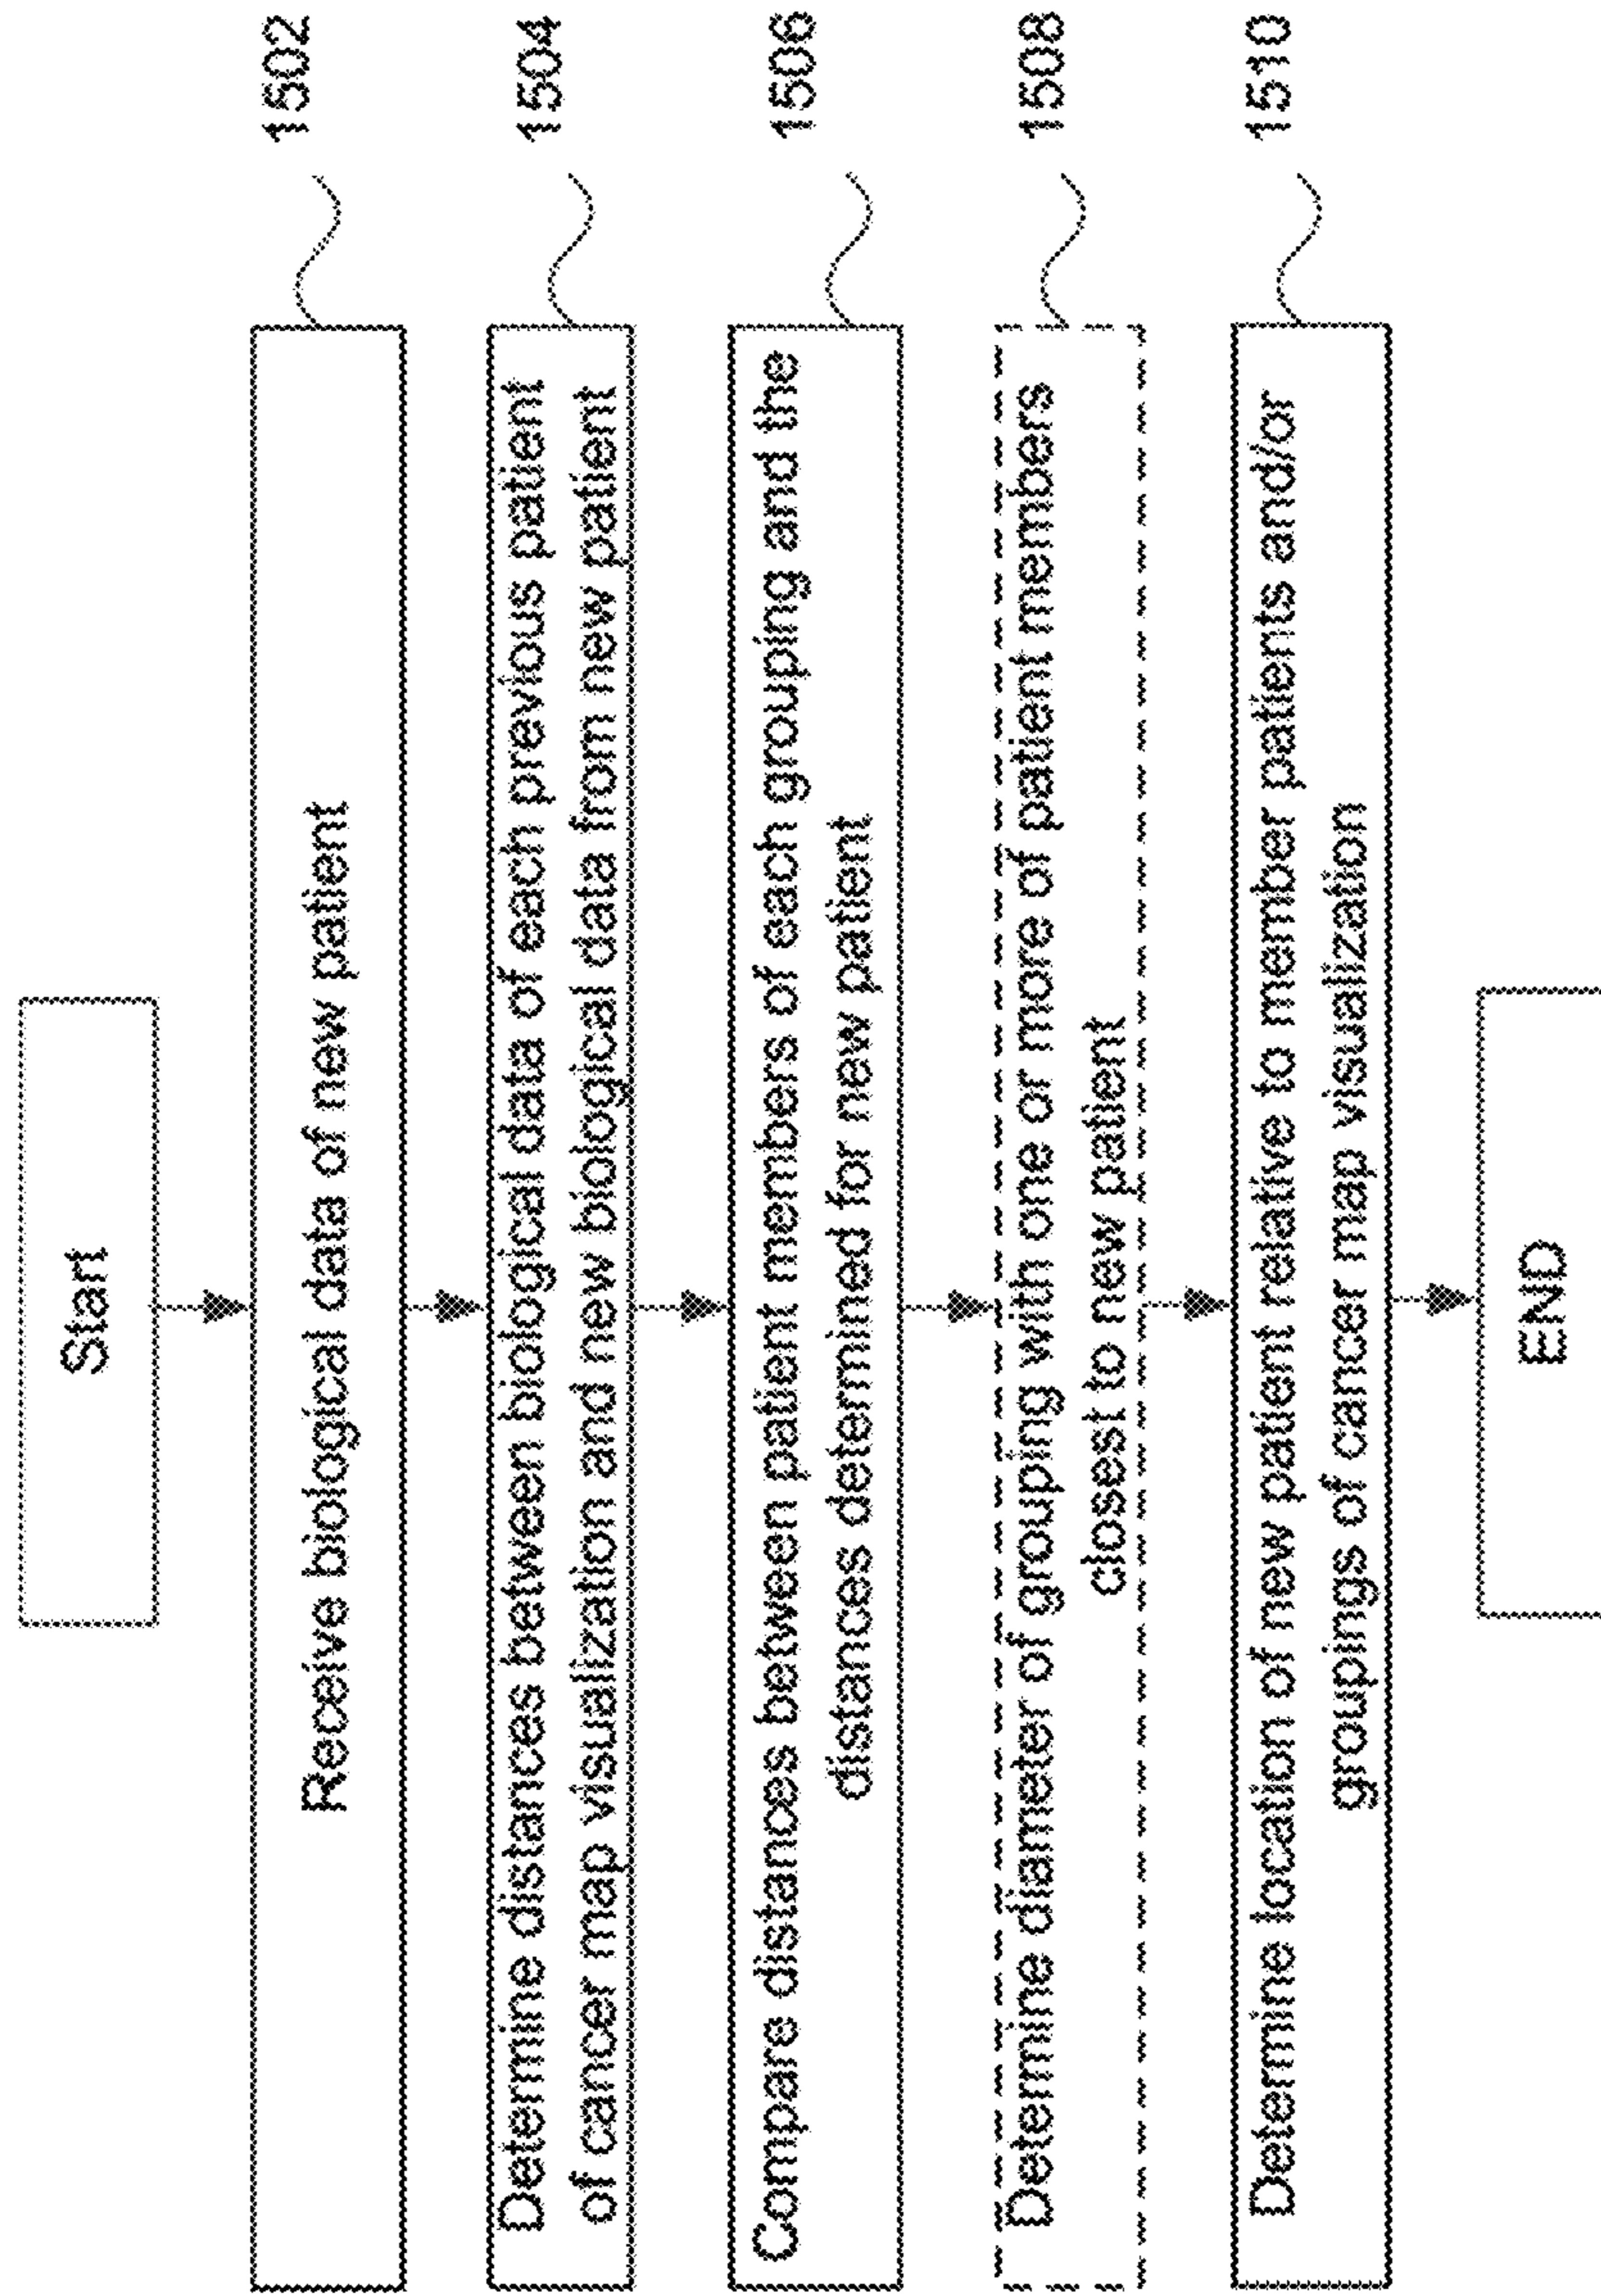 Start
Receive biological data of new patient
1502
Determine distances between biological data of each previous patient
of cancer map visualization and new biological data from new patient
1504
Compare distances between patient members of each grouping and the
distances determined for new patient
1506
Determine diameter of grouping with one or more of patient members
closest to new patient
1508
Determine location of new patient relative to member patients and/or
groupings of cancer map visualization
1510
END